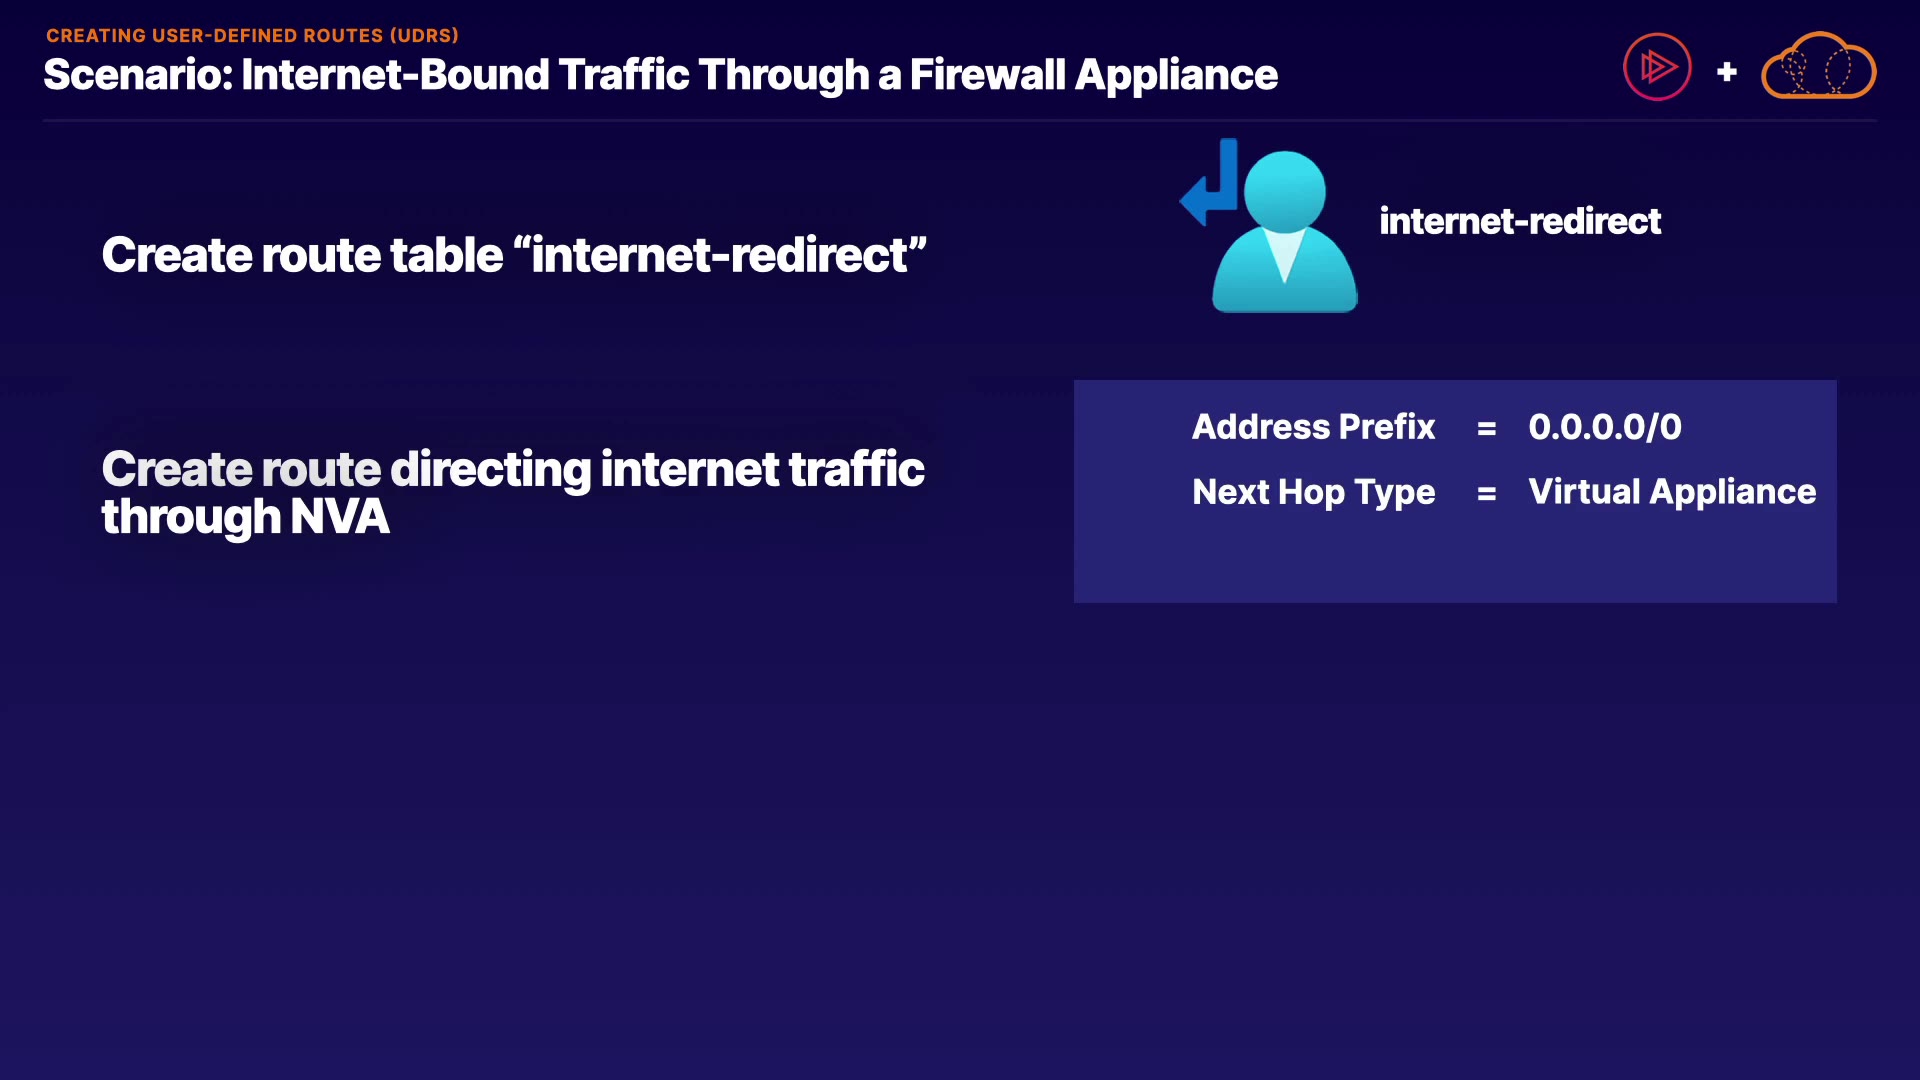 CREATING USER-DEFINED ROUTES (UDRS)
Scenario: Internet-Bound Traffic Through a Firewall Appliance
+
Create route table “internet-redirect”
internet-redirect
Create route directing internet traffic
through NVA
Address Prefix = 0.0.0.0/0
Next Hop Type = Virtual Appliance